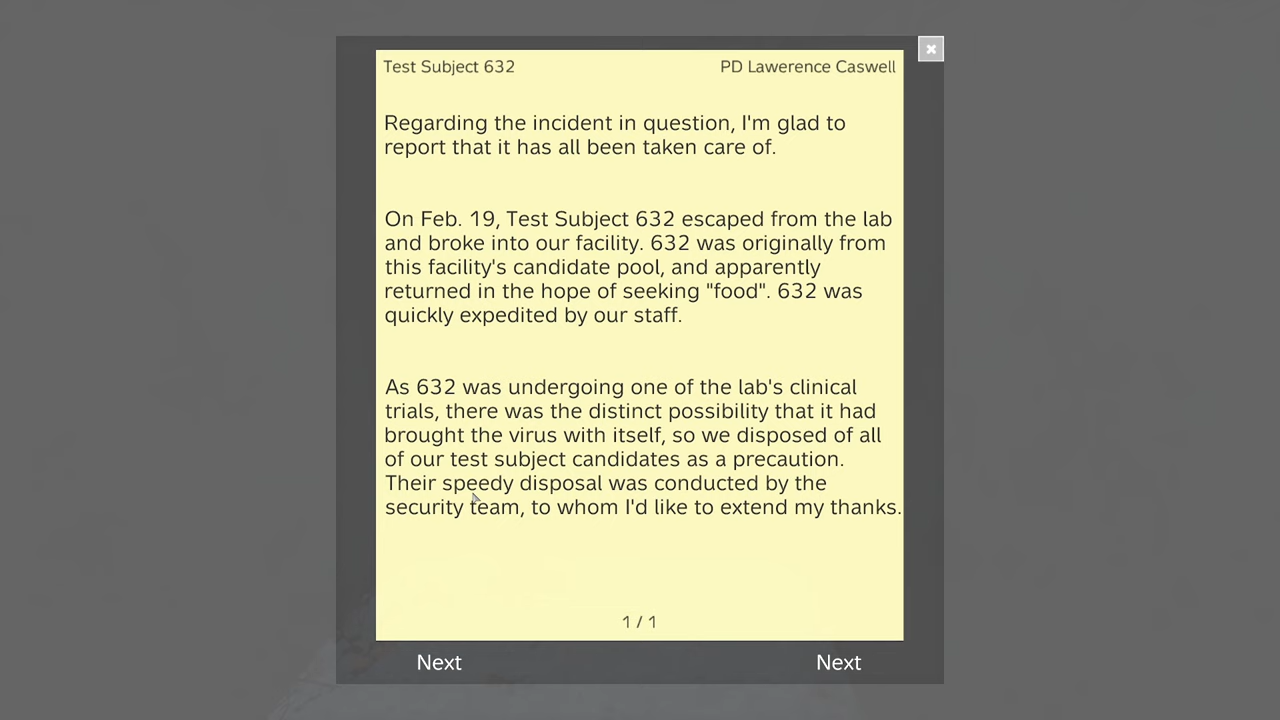 Test Subject 632 PD Lawerence Caswell
Regarding the incident in question, I'm glad to
report that it has all been taken care of.
On Feb. 19, Test Subject 632 escaped from the lab
and broke into our facility. 632 was originally from
this facility's candidate pool, and apparently
returned in the hope of seeking "food". 632 was
quickly expedited by our staff.
As 632 was undergoing one of the lab's clinical
trials, there was the distinct possibility that it had
brought the virus with itself, so we disposed of all
of our test subject candidates as a precaution.
Their speedy disposal was conducted by the
security team, to whom I'd like to extend my thanks.
1 / 1
Next Next